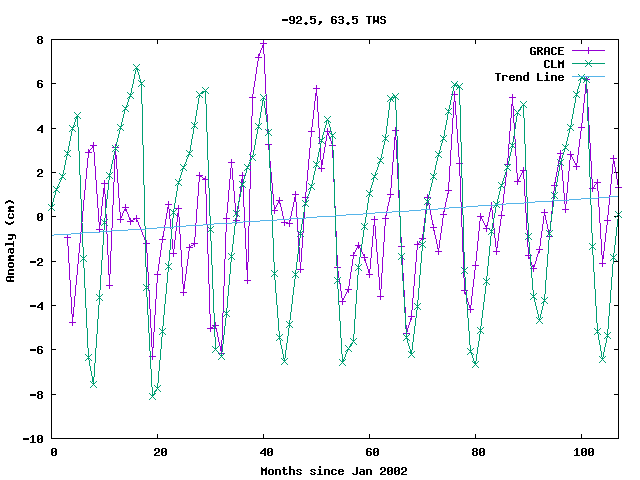 -92.5, 63.5 TWS
GRACE
CLM
Trend Line
8
6
4
2
0
-2
-4
-6
-8
-10
Anomaly (cm)
0 20 40 60 80 100
Months since Jan 2002